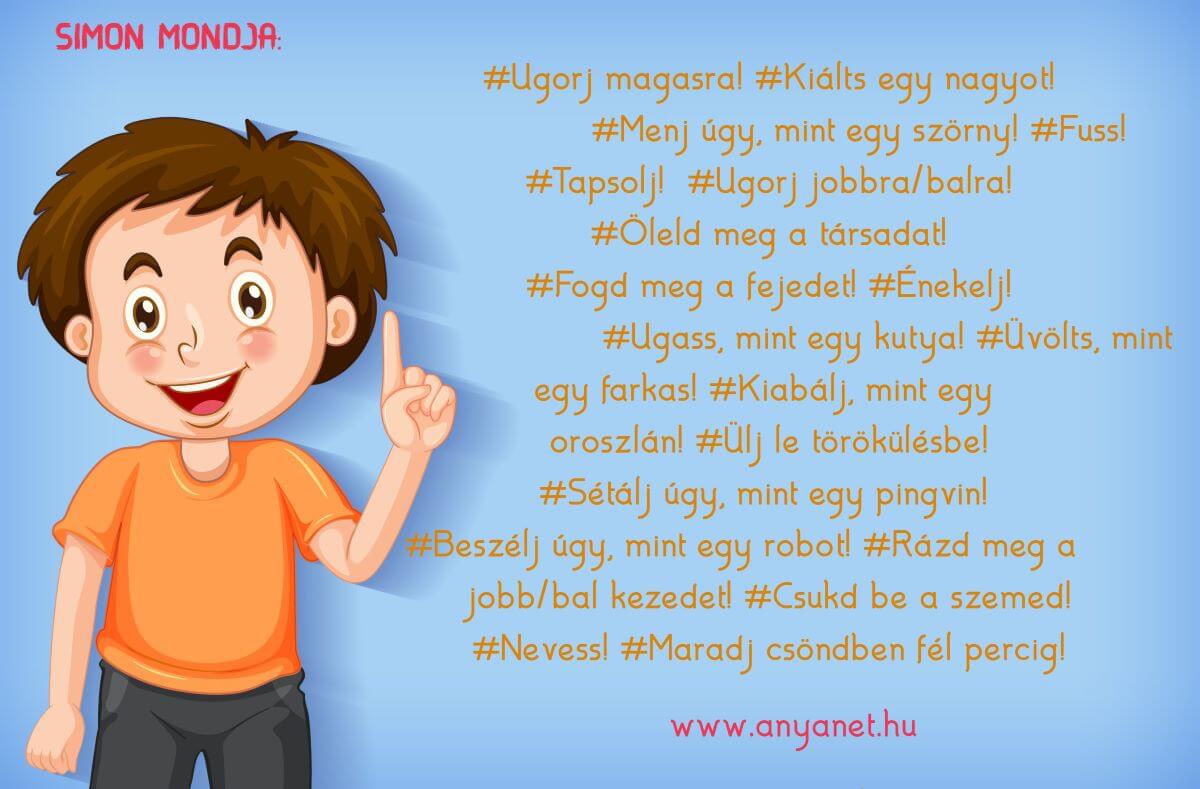 SIMON MONDJA:
#Ugorj magasra! #Kiálts egy nagyot!
#Menj úgy, mint egy szörny! #Fuss!
#Tapsolj! #Ugorj jobbra/balra!
#Öleld meg a társadat!
#Fogd meg a fejedet! #Énekelj!
#Ugass, mint egy kutya! #Üvölts, mint
egy farkas! #Kiabálj, mint egy
oroszlán! #Ülj le törökülésbe!
#Sétálj úgy, mint egy pingvin!
#Beszélj úgy, mint egy robot! #Rázd meg a
jobb/bal kezedet! #Csukd be a szemed!
#Nevess! #Maradj csöndben fél percig!
www.anyanet.hu